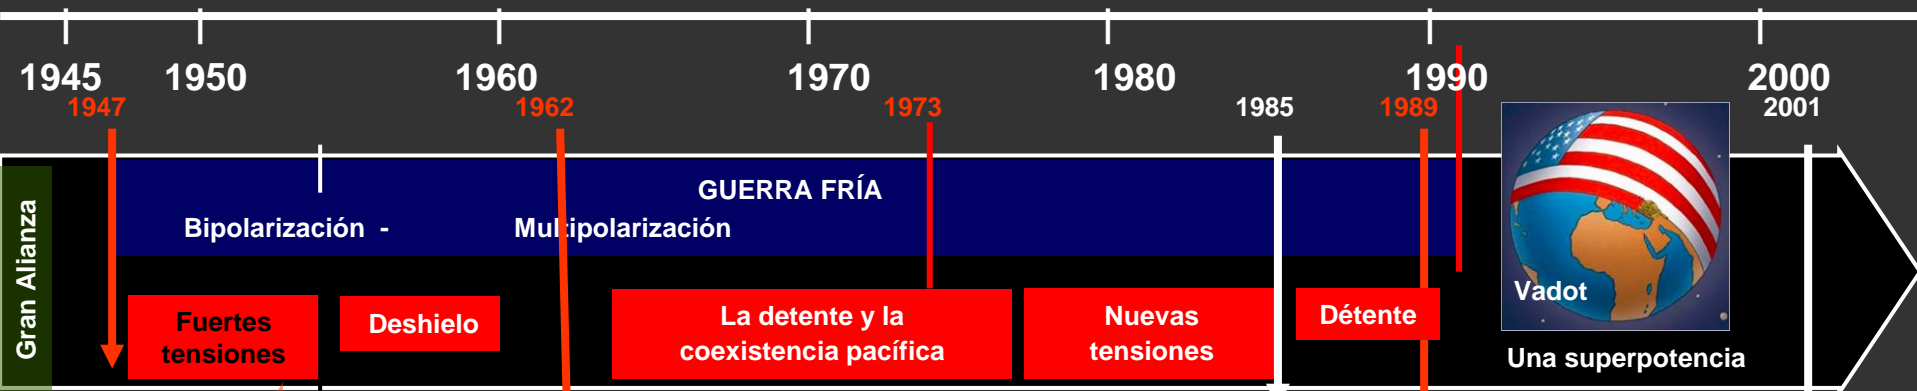 1945 1950 1960 1970 1980 1990 2000
1947 1962 1973 1985 1989 2001
Gran Alianza
GUERRA FRÍA
Bipolarización - Multipolarización
Fuertes
tensiones
Deshielo
La detente y la
coexistencia pacífica
Nuevas
tensiones
Détente
Vadot
Una superpotencia